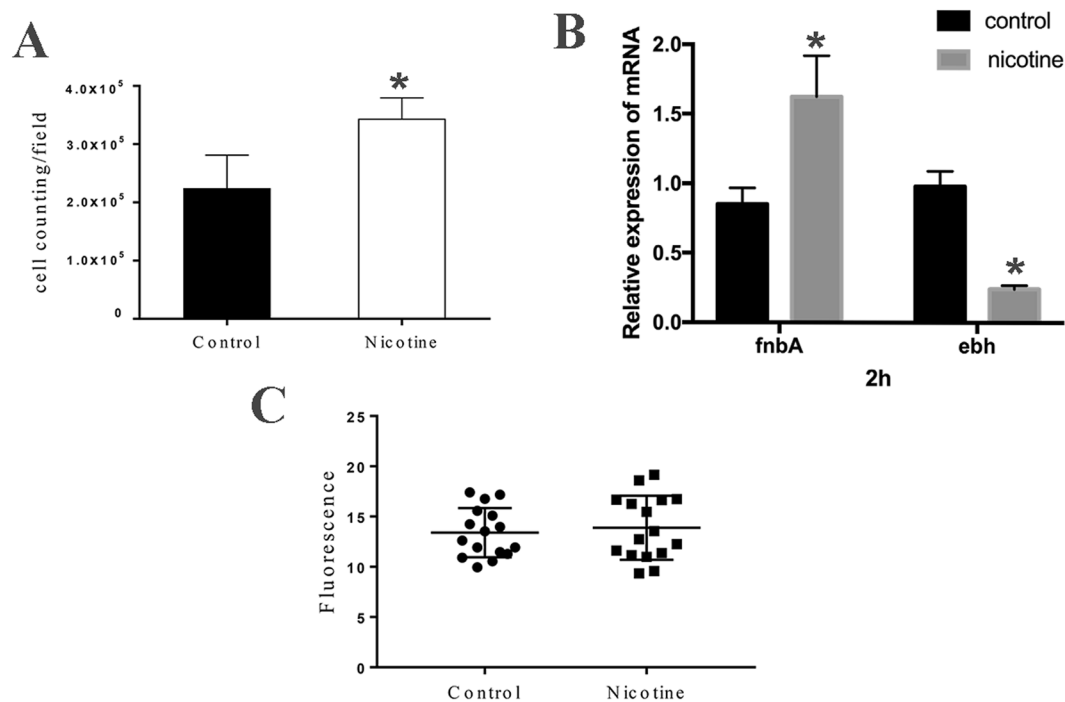 A
cell counting/field
4.0x10⁵
3.0x10⁵
2.0x10⁵
1.0x10⁵
0
*
Control
Nicotine
B
control
nicotine
Relative expression of mRNA
2.0
1.5
1.0
0.5
0.0
*
*
fnbA
ebh
2h
C
Fluorescence
25
20
15
10
5
0
Control
Nicotine